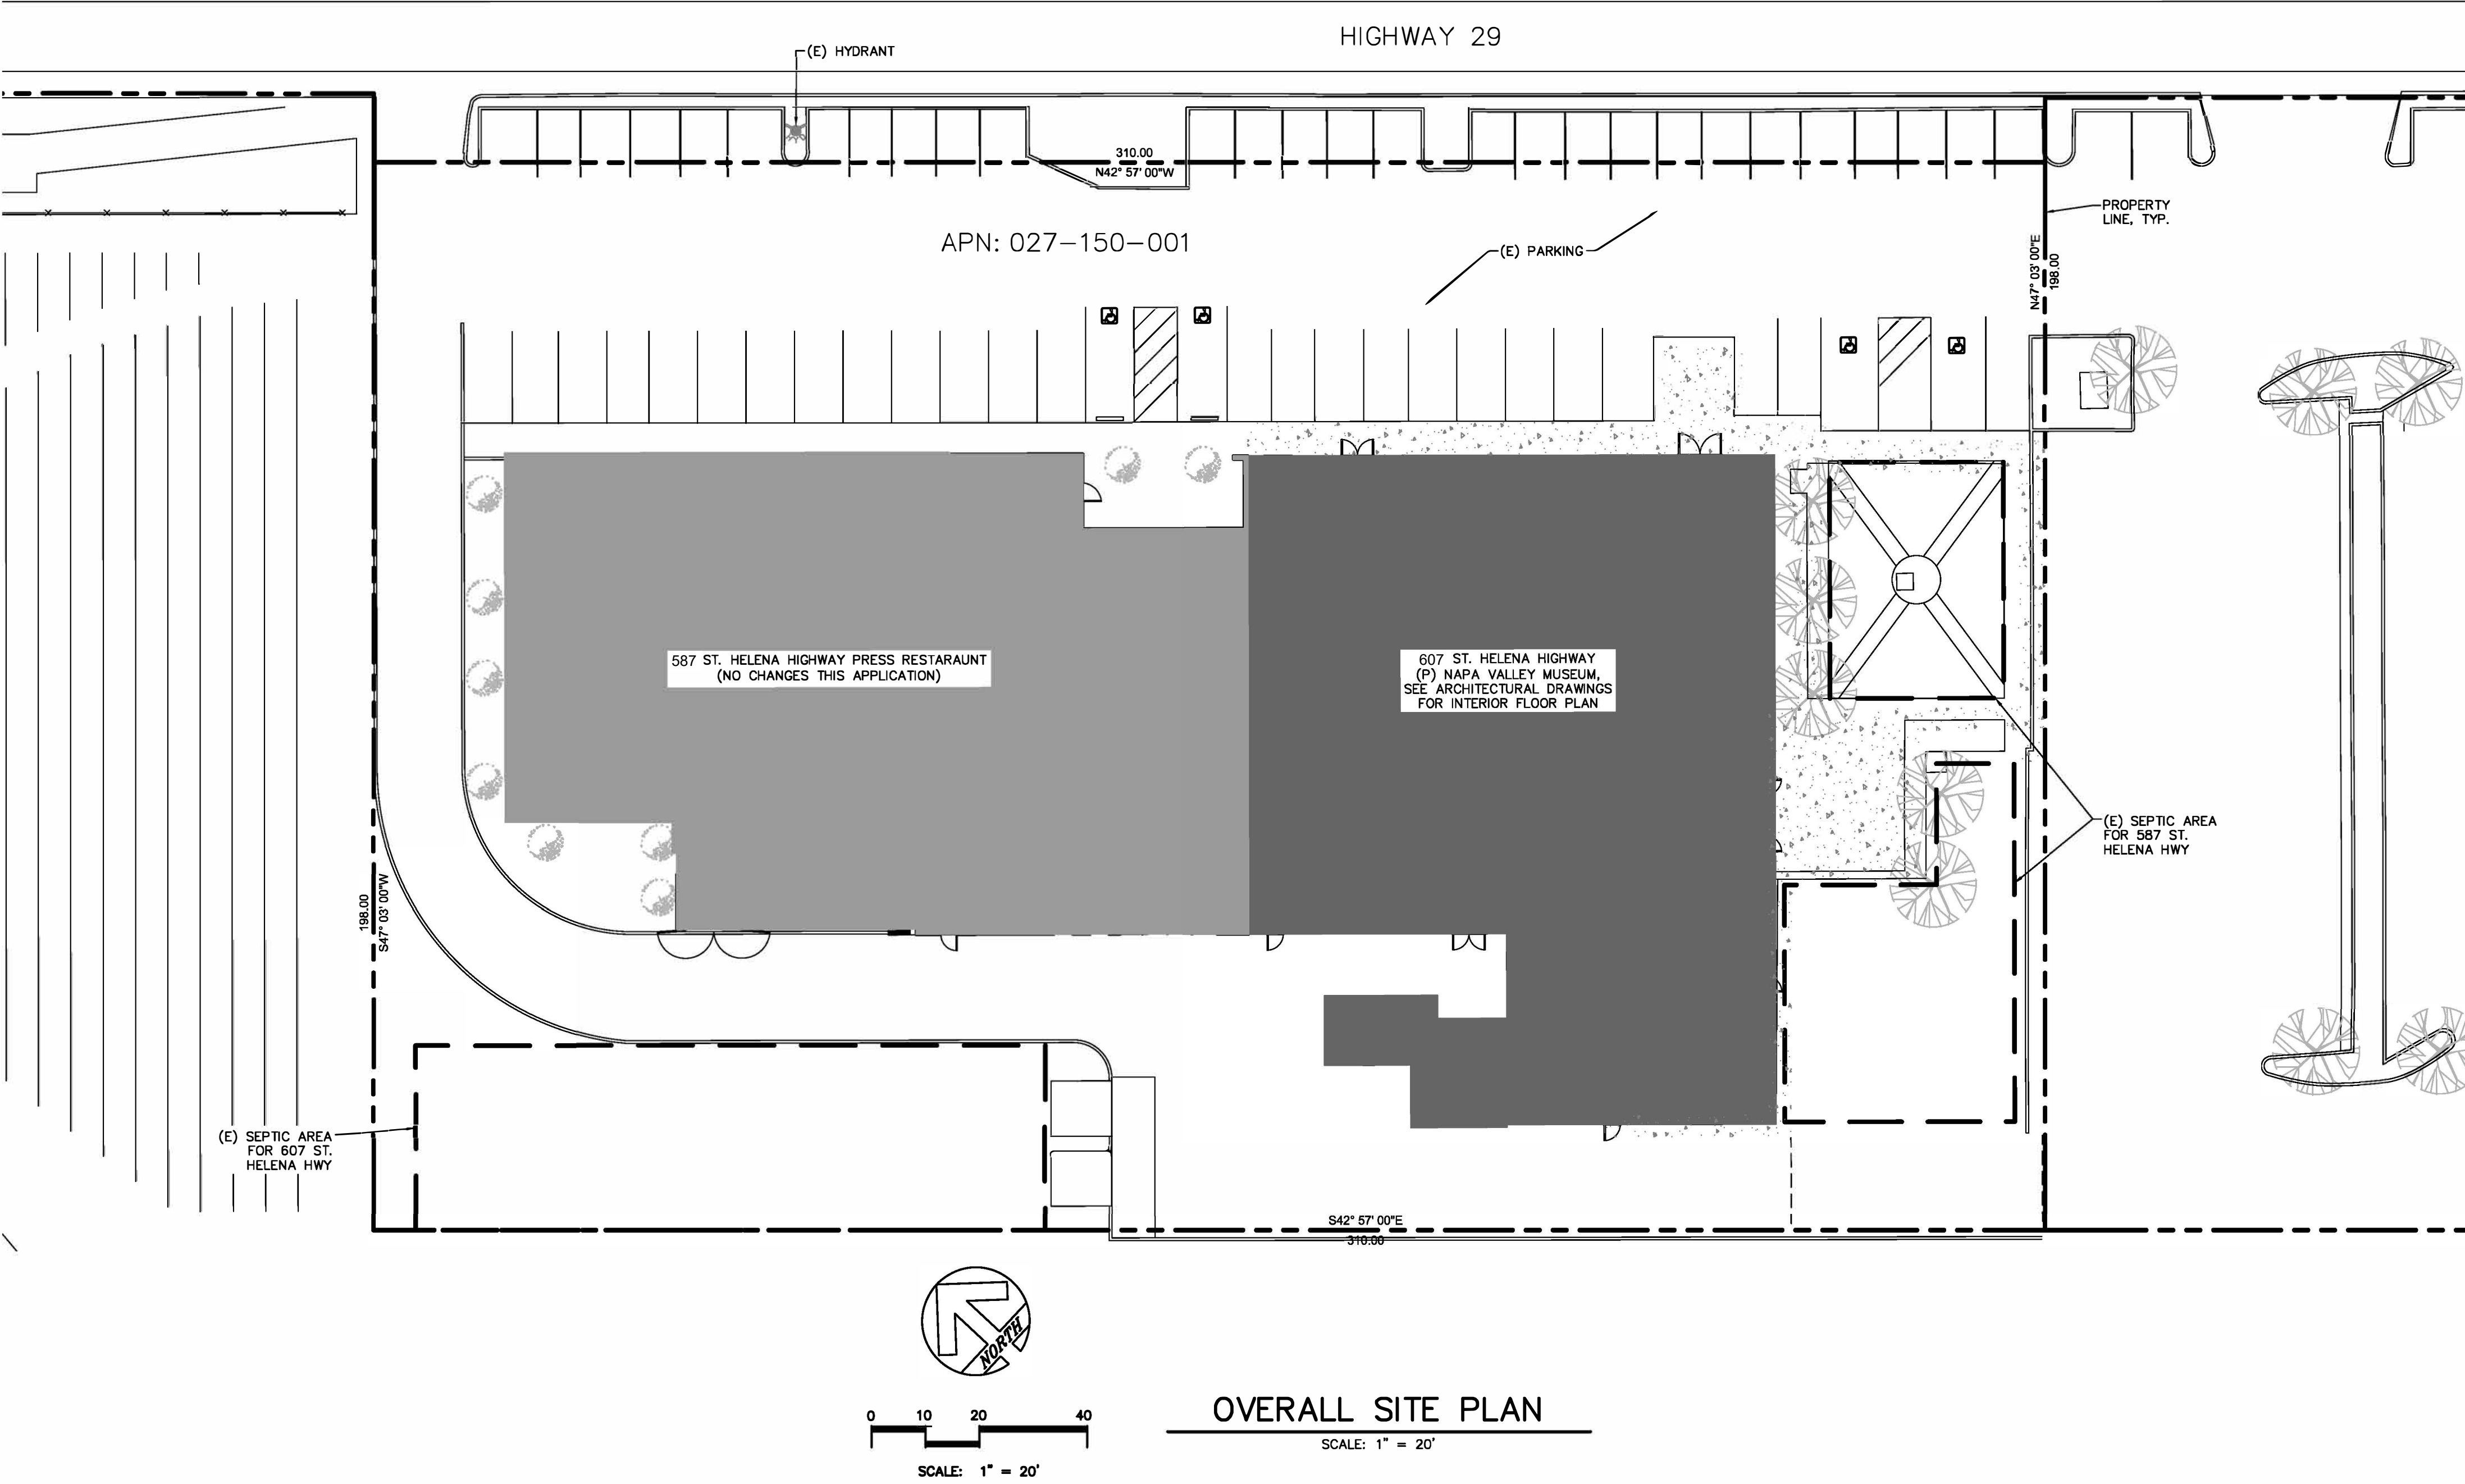 HIGHWAY 29
(E) HYDRANT
310.00
N42° 57' 00"W
PROPERTY
LINE, TYP.
APN: 027-150-001
(E) PARKING
N47° 03' 00"E
198.00
587 ST. HELENA HIGHWAY PRESS RESTARAUNT
(NO CHANGES THIS APPLICATION)
607 ST. HELENA HIGHWAY
(P) NAPA VALLEY MUSEUM,
SEE ARCHITECTURAL DRAWINGS
FOR INTERIOR FLOOR PLAN
(E) SEPTIC AREA
FOR 587 ST.
HELENA HWY
198.00
S47° 03' 00"W
(E) SEPTIC AREA
FOR 607 ST.
HELENA HWY
S42° 57' 00"E
310.00
NORTH
0 10 20 40
SCALE: 1" = 20'
OVERALL SITE PLAN
SCALE: 1" = 20'